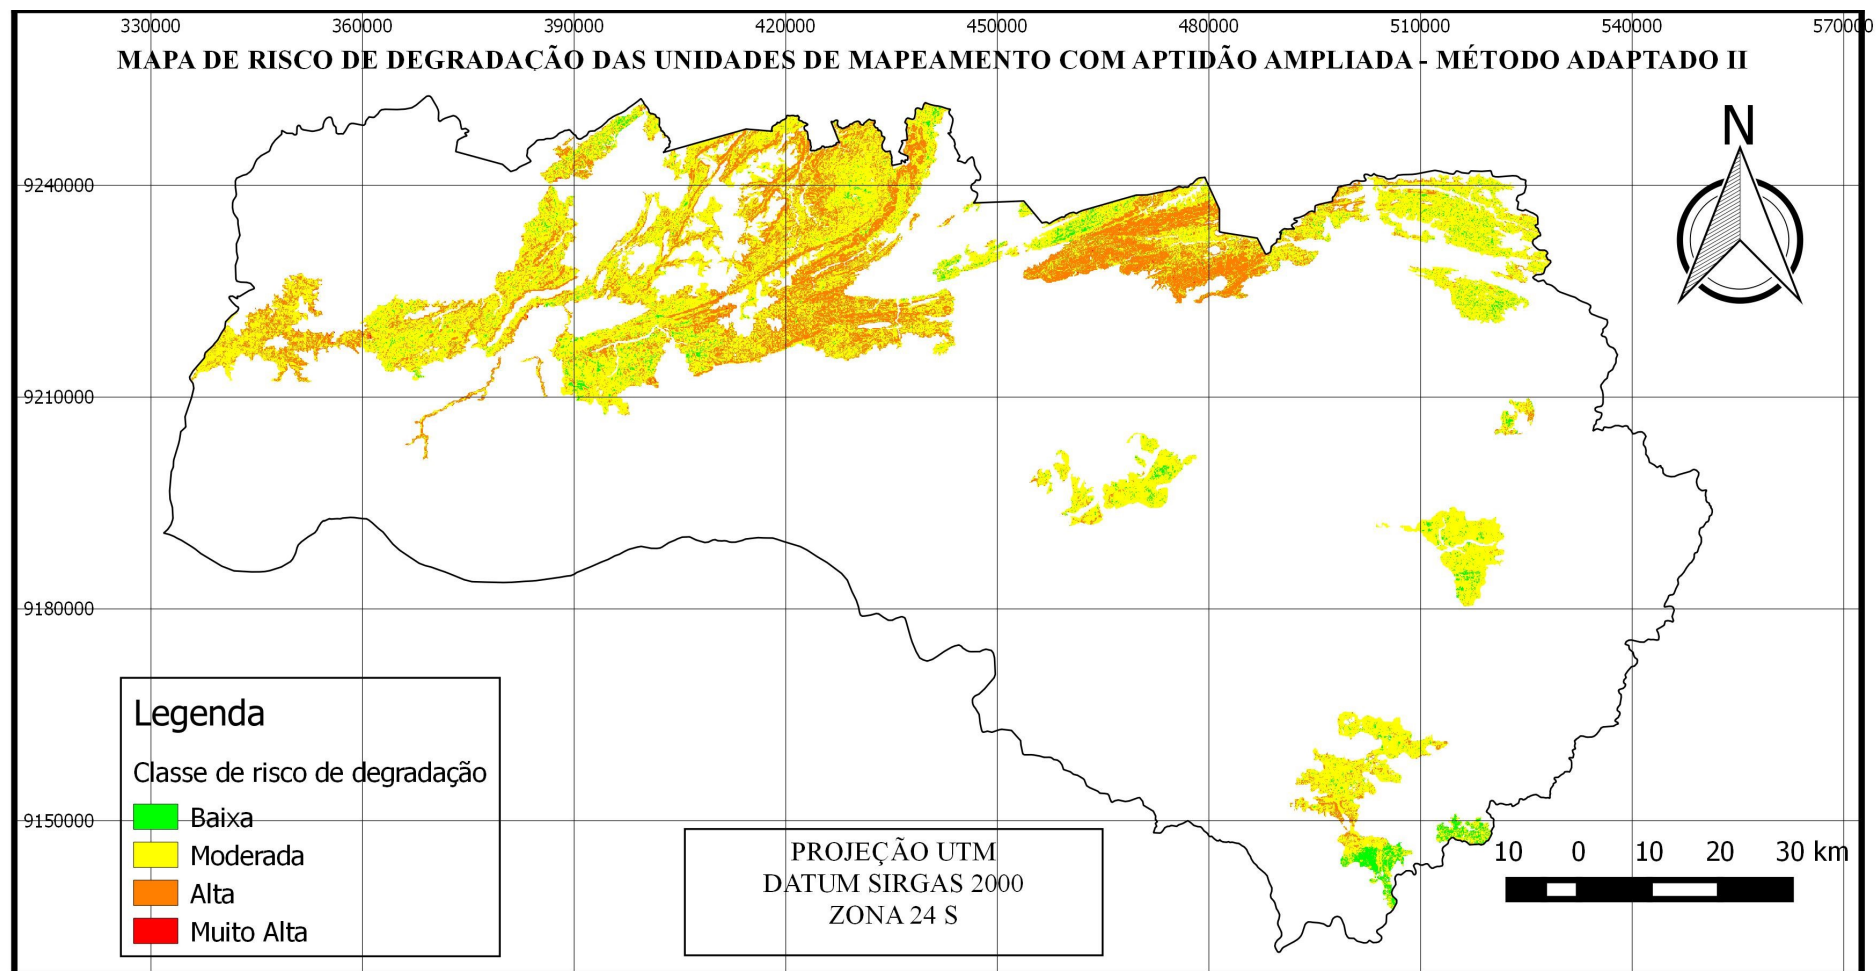 330000 360000 390000 420000 450000 480000 510000 540000 570000
MAPA DE RISCO DE DEGRADAÇÃO DAS UNIDADES DE MAPEAMENTO COM APTIDÃO AMPLIADA - MÉTODO ADAPTADO II
N
9240000
9210000
9180000
9150000
Legenda
Classe de risco de degradação
Baixa
Moderada
Alta
Muito Alta
PROJEÇÃO UTM
DATUM SIRGAS 2000
ZONA 24 S
10 0 10 20 30 km